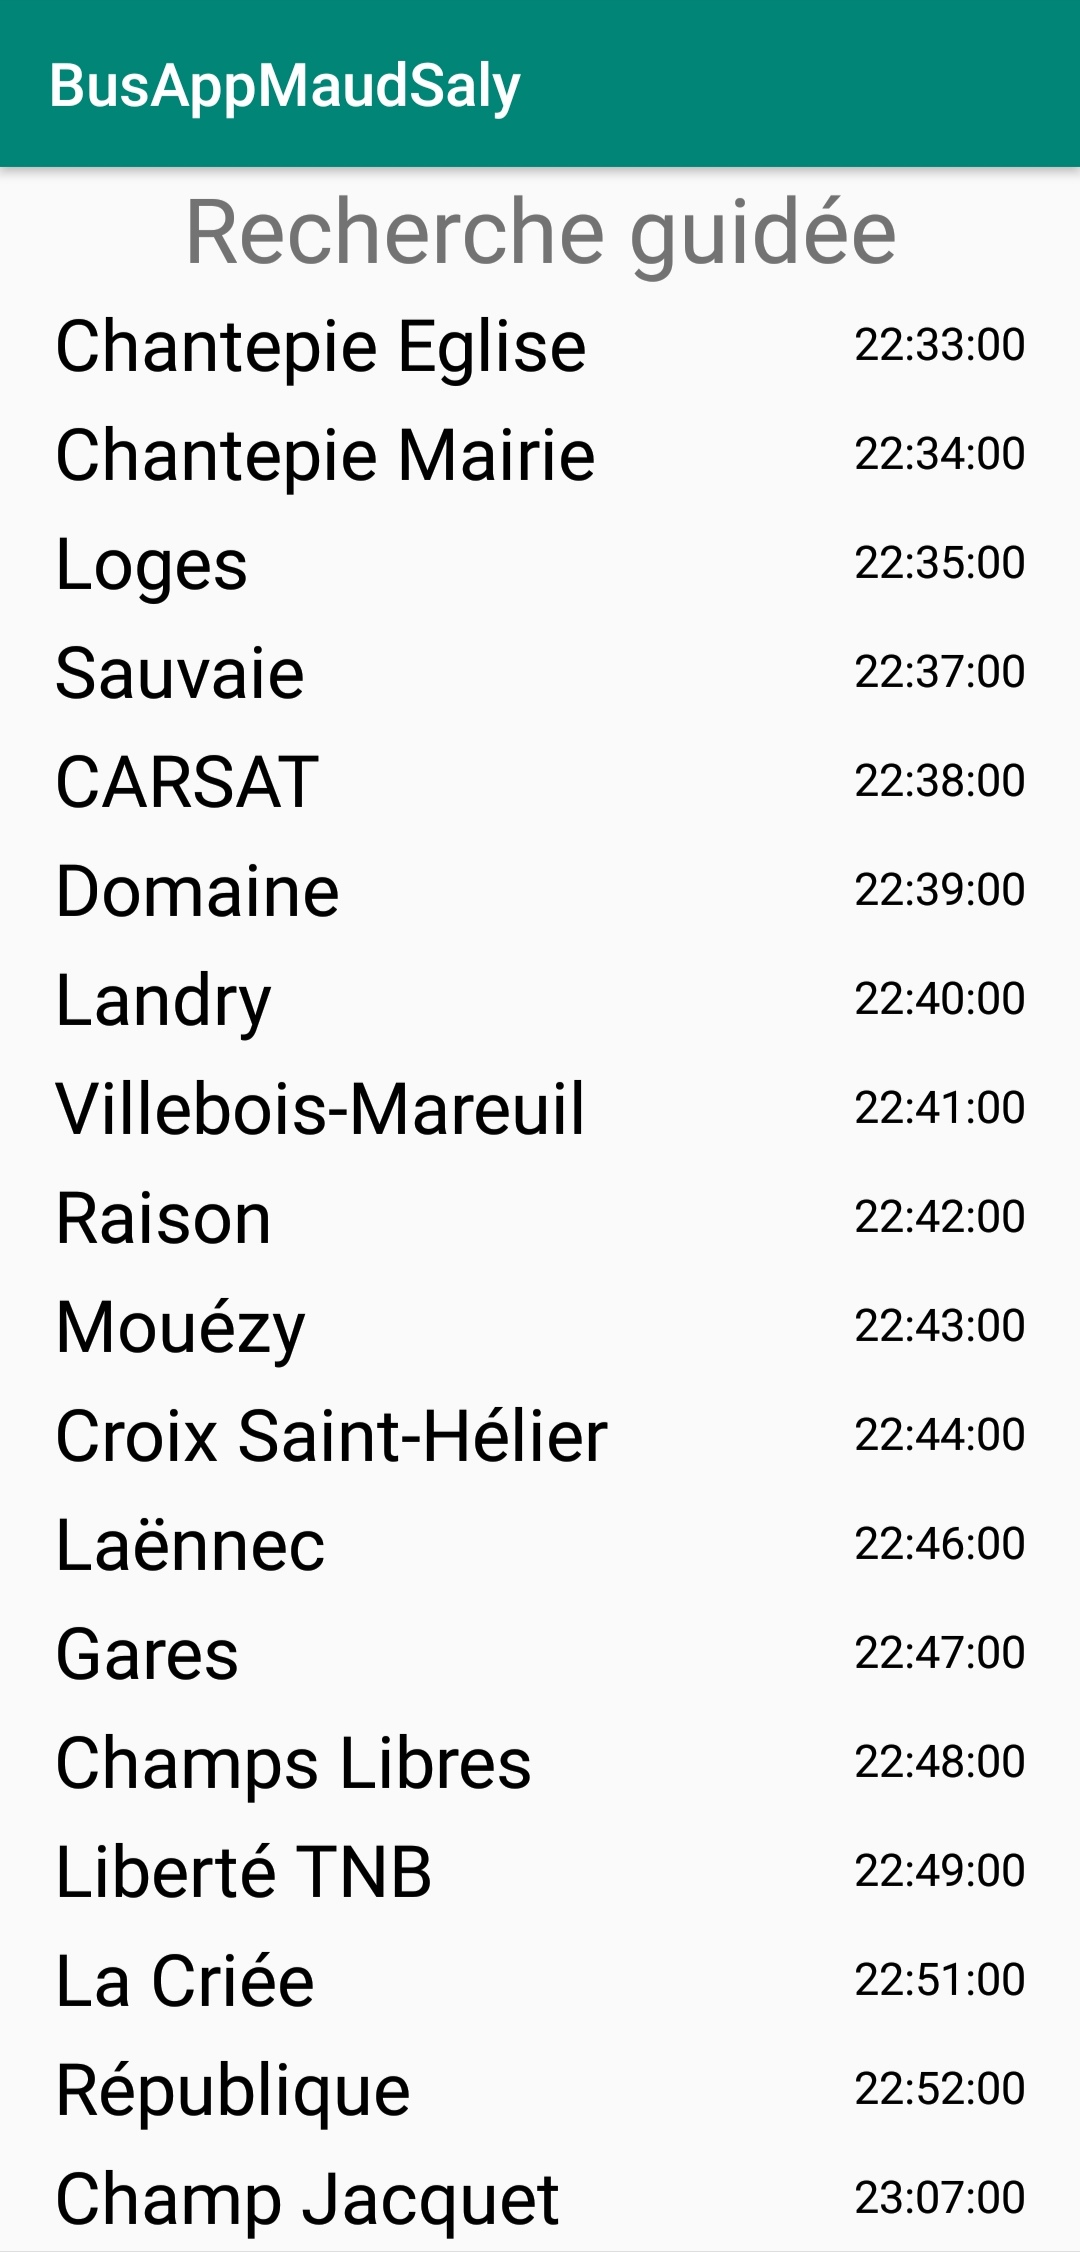 BusAppMaudSaly
Recherche guidée
Chantepie Eglise 22:33:00
Chantepie Mairie 22:34:00
Loges 22:35:00
Sauvaie 22:37:00
CARSAT 22:38:00
Domaine 22:39:00
Landry 22:40:00
Villebois-Mareuil 22:41:00
Raison 22:42:00
Mouézy 22:43:00
Croix Saint-Hélier 22:44:00
Laënnec 22:46:00
Gares 22:47:00
Champs Libres 22:48:00
Liberté TNB 22:49:00
La Criée 22:51:00
République 22:52:00
Champ Jacquet 23:07:00